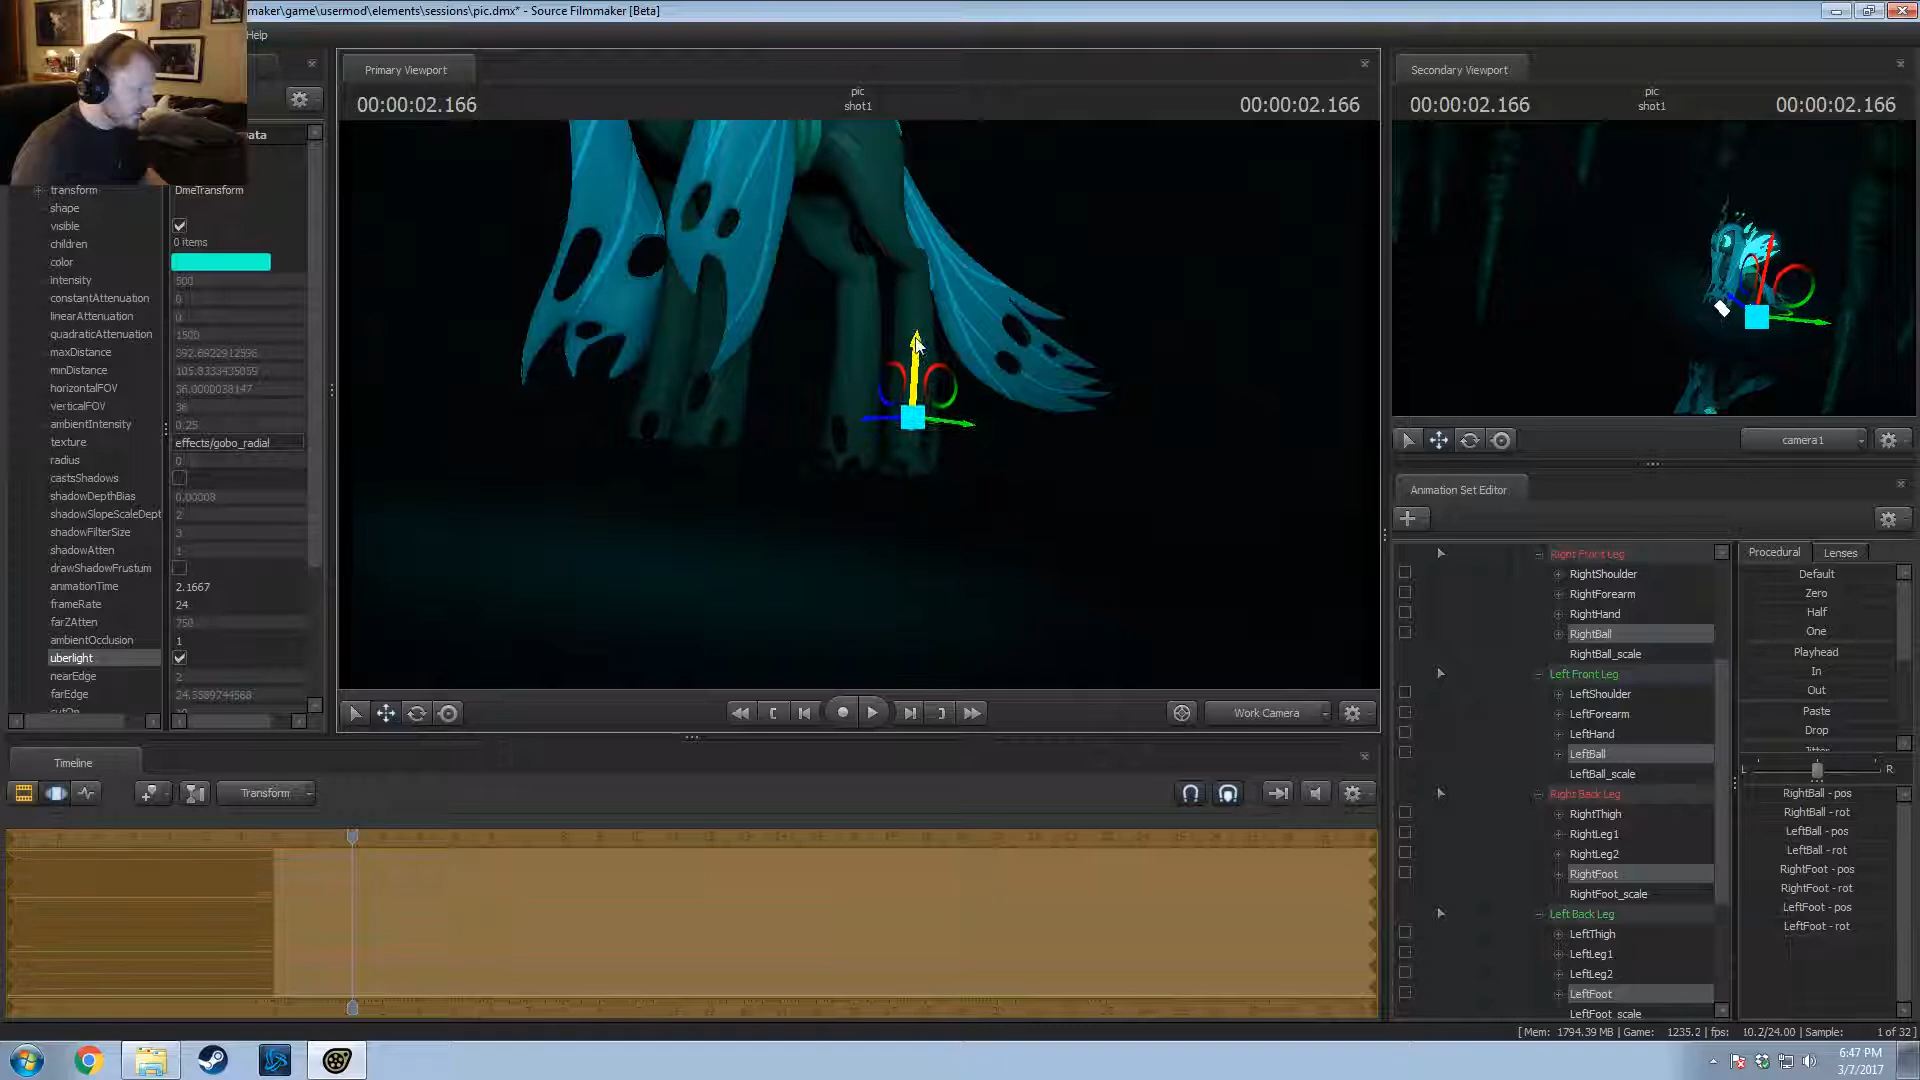 maker\game\usermod\elements\sessions\pic.dmx* - Source Filmmaker [Beta]
Help
Primary Viewport
00:00:02.166
pic
shot1
00:00:02.166
Secondary Viewport
00:00:02.166
pic
shot1
00:00:02.166
ata
transform
DmeTransform
shape
visible
children
0 items
color
intensity
500
constantAttenuation
0
linearAttenuation
0
quadraticAttenuation
1500
maxDistance
392.6922912598
minDistance
105.8333435059
horizontalFOV
36.0000038147
verticalFOV
36
ambientIntensity
0.25
texture
effects/gobo_radial
radius
0
castsShadows
shadowDepthBias
0.00008
shadowSlopeScaleDept
2
shadowFilterSize
3
shadowAtten
1
drawShadowFrustum
animationTime
2.1667
frameRate
24
farZAtten
750
ambientOcclusion
1
uberlight
nearEdge
2
farEdge
24.5589744568
cutOn
Work Camera
camera1
Animation Set Editor
Right Front Leg
RightShoulder
RightForearm
RightHand
RightBall
RightBall_scale
Left Front Leg
LeftShoulder
LeftForearm
LeftHand
LeftBall
LeftBall_scale
Right Back Leg
RightThigh
RightLeg1
RightLeg2
RightFoot
RightFoot_scale
Left Back Leg
LeftThigh
LeftLeg1
LeftLeg2
LeftFoot
LeftFoot_scale
Procedural
Lenses
Default
Zero
Half
One
Playhead
In
Out
Paste
Drop
Jitter
L
R
RightBall - pos
RightBall - rot
LeftBall - pos
LeftBall - rot
RightFoot - pos
RightFoot - rot
LeftFoot - pos
LeftFoot - rot
Timeline
Transform
[ Mem: 1794.39 MB | Game: 1235.2 | fps: 10.2/24.00 | Sample: 1 of 32 ]
6:47 PM
3/7/2017